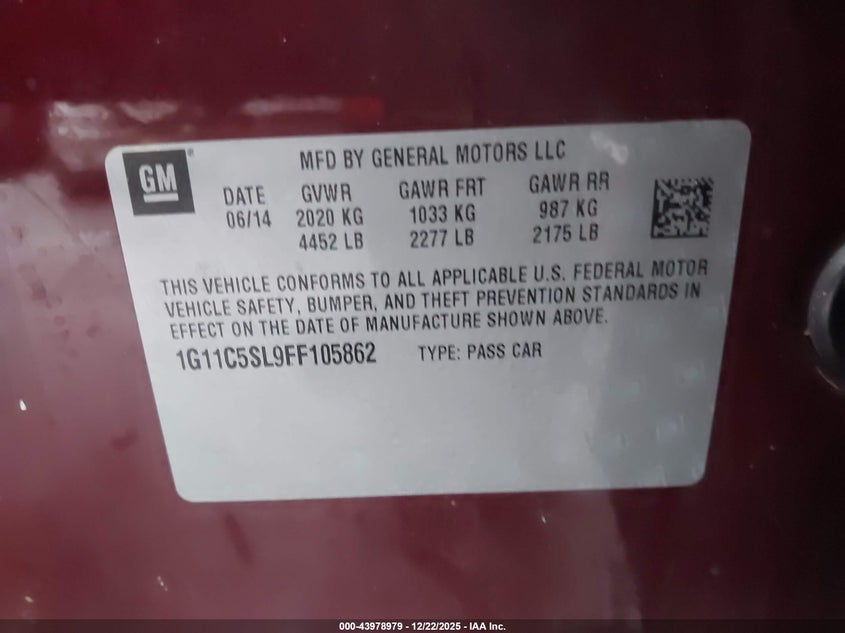 GM
MFD BY GENERAL MOTORS LLC
DATE GVWR GAWR FRT GAWR RR
06/14 2020 KG 1033 KG 987 KG
4452 LB 2277 LB 2175 LB
THIS VEHICLE CONFORMS TO ALL APPLICABLE U.S. FEDERAL MOTOR
VEHICLE SAFETY, BUMPER, AND THEFT PREVENTION STANDARDS IN
EFFECT ON THE DATE OF MANUFACTURE SHOWN ABOVE.
1G11C5SL9FF105862 TYPE: PASS CAR
000-43978979 - 12/22/2025 - IAA Inc.